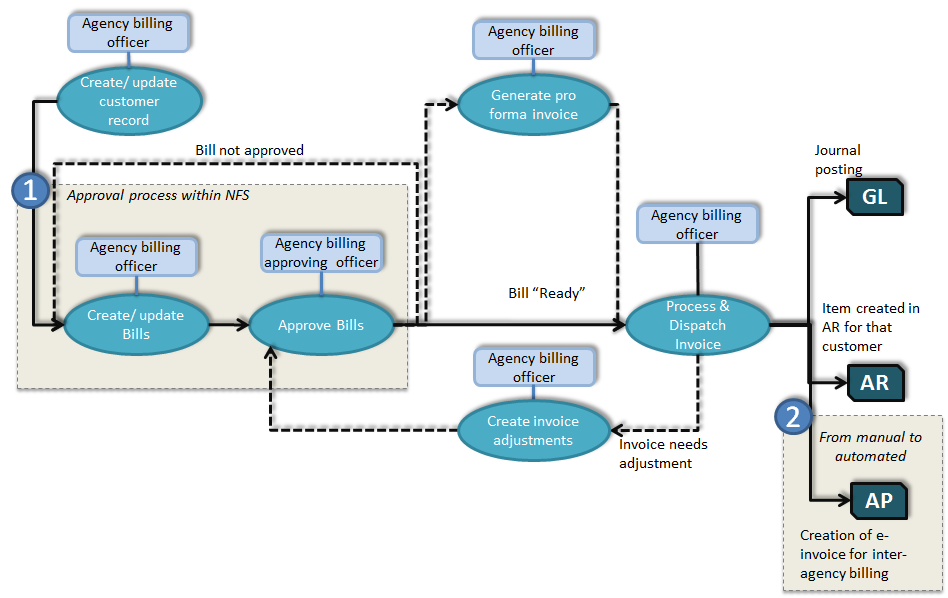 Agency billing
officer
Create/ update
customer
record
Agency billing
officer
Generate pro
forma invoice
Bill not approved
1
Approval process within NFS
Agency billing
officer
Create/ update
Bills
Agency billing
approving officer
Approve Bills
Bill “Ready”
Agency billing
officer
Process &
Dispatch
Invoice
Journal
posting
GL
Item created in
AR for that
customer
AR
Agency billing
officer
Create invoice
adjustments
Invoice needs
adjustment
2
From manual to
automated
AP
Creation of e-
invoice for inter-
agency billing